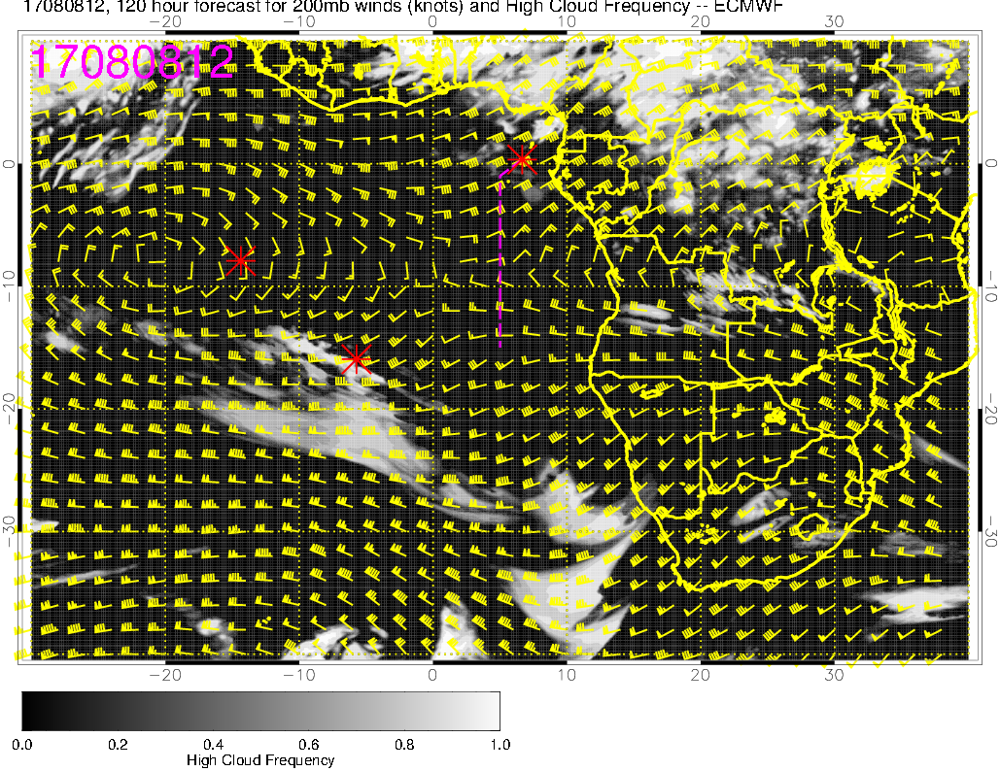 17080812, 120 hour forecast for 200mb winds (knots) and High Cloud Frequency -- ECMWF
-20 -10 0 10 20 30
17080812
0 0
-10 -10
-20 -20
-30 -30
-20 -10 0 10 20 30
0.0 0.2 0.4 0.6 0.8 1.0
High Cloud Frequency